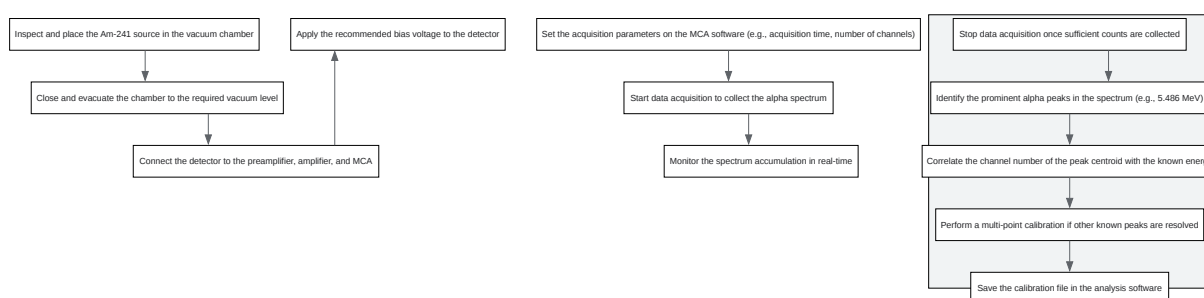 Inspect and place the Am-241 source in the vacuum chamber
Close and evacuate the chamber to the required vacuum level
Connect the detector to the preamplifier, amplifier, and MCA
Apply the recommended bias voltage to the detector
Set the acquisition parameters on the MCA software (e.g., acquisition time, number of channels)
Start data acquisition to collect the alpha spectrum
Monitor the spectrum accumulation in real-time
Stop data acquisition once sufficient counts are collected
Identify the prominent alpha peaks in the spectrum (e.g., 5.486 MeV)
Correlate the channel number of the peak centroid with the known
Perform a multi-point calibration if other known peaks are resolved
Save the calibration file in the analysis software